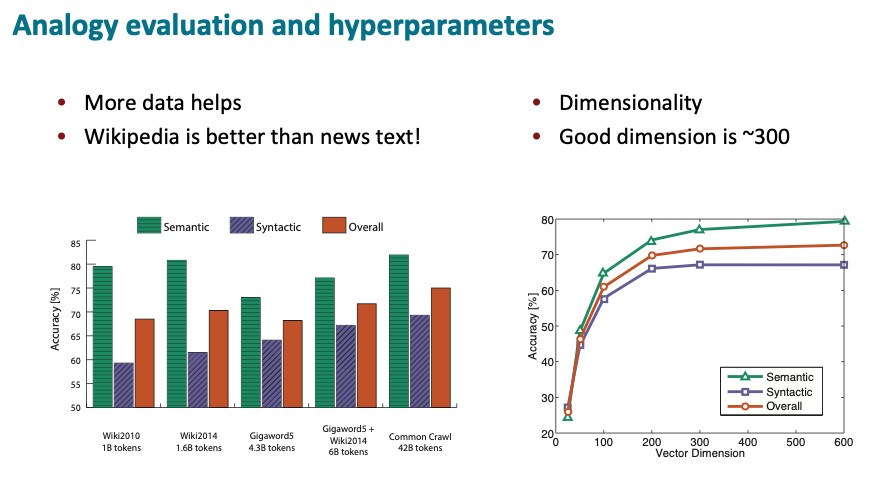 Analogy evaluation and hyperparameters
• More data helps
• Wikipedia is better than news text!
• Dimensionality
• Good dimension is ~300
Semantic
Syntactic
Overall
85
80
75
70
65
60
55
50
Accuracy [%]
Wiki2010
1B tokens
Wiki2014
1.6B tokens
Gigaword5
4.3B tokens
Gigaword5 +
Wiki2014
6B tokens
Common Crawl
42B tokens
80
70
60
50
40
30
20
Accuracy [%]
Semantic
Syntactic
Overall
0
100
200
300
400
500
600
Vector Dimension